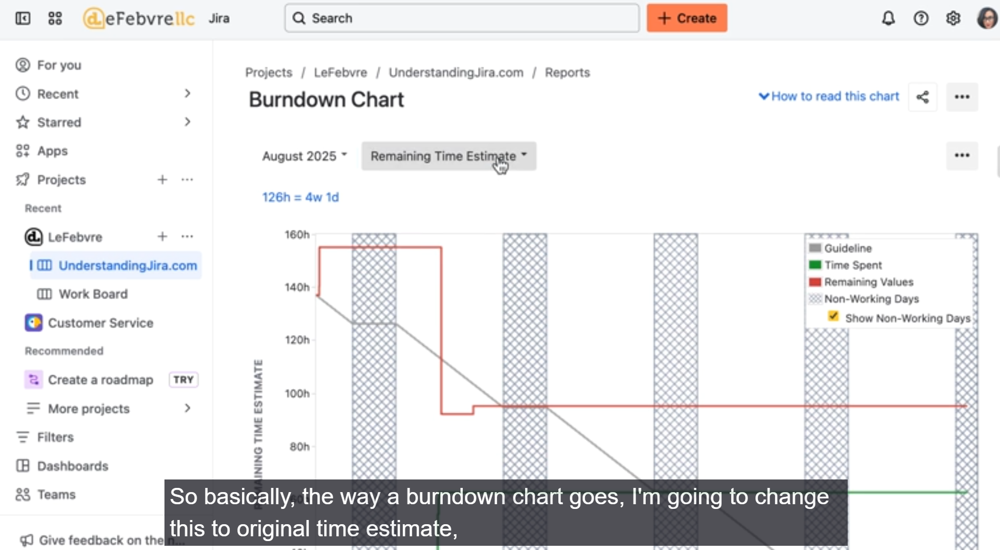 LeFebvrellc Jira
Search
+ Create
For you
Recent
Starred
Apps
Projects
Recent
LeFebvre
UnderstandingJira.com
Work Board
Customer Service
Recommended
Create a roadmap TRY
More projects
Filters
Dashboards
Teams
Give feedback on the n...
Projects / LeFebvre / UnderstandingJira.com / Reports
Burndown Chart
How to read this chart
August 2025
Remaining Time Estimate
126h = 4w 1d
160h
140h
120h
100h
80h
REMAINING TIME ESTIMATE
Guideline
Time Spent
Remaining Values
Non-Working Days
Show Non-Working Days
So basically, the way a burndown chart goes, I'm going to change
this to original time estimate,